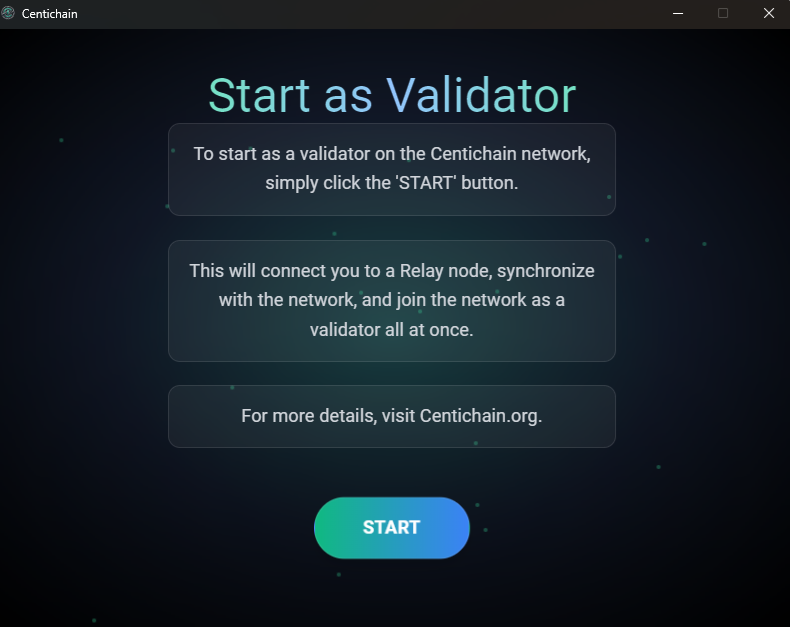 Centichain
Start as Validator
To start as a validator on the Centichain network,
simply click the 'START' button.
This will connect you to a Relay node, synchronize
with the network, and join the network as a
validator all at once.
For more details, visit Centichain.org.
START